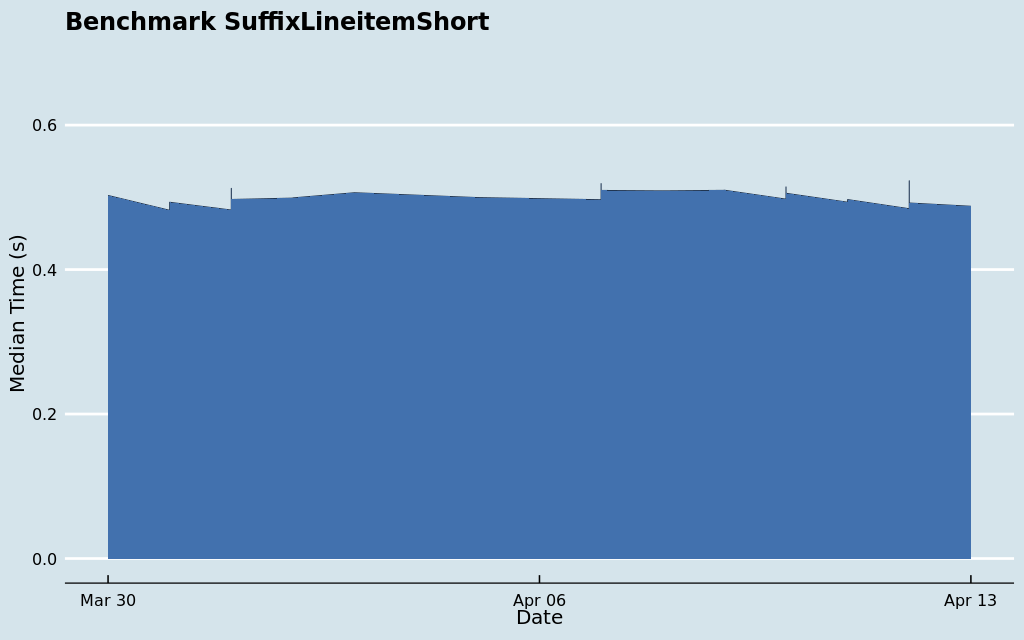 Benchmark SuffixLineitemShort
0.6
0.4
0.2
0.0
Median Time (s)
Mar 30
Apr 06
Apr 13
Date